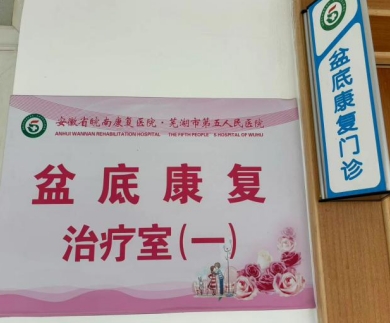 安徽省皖南康复医院·芜湖市第五人民医院
ANHUI WANNAN REHABILITATION HOSPITAL THE FIFTH PEOPLE'S HOSPITAL OF WUHU
盆底康复
治疗室(一)
盆底康复门诊